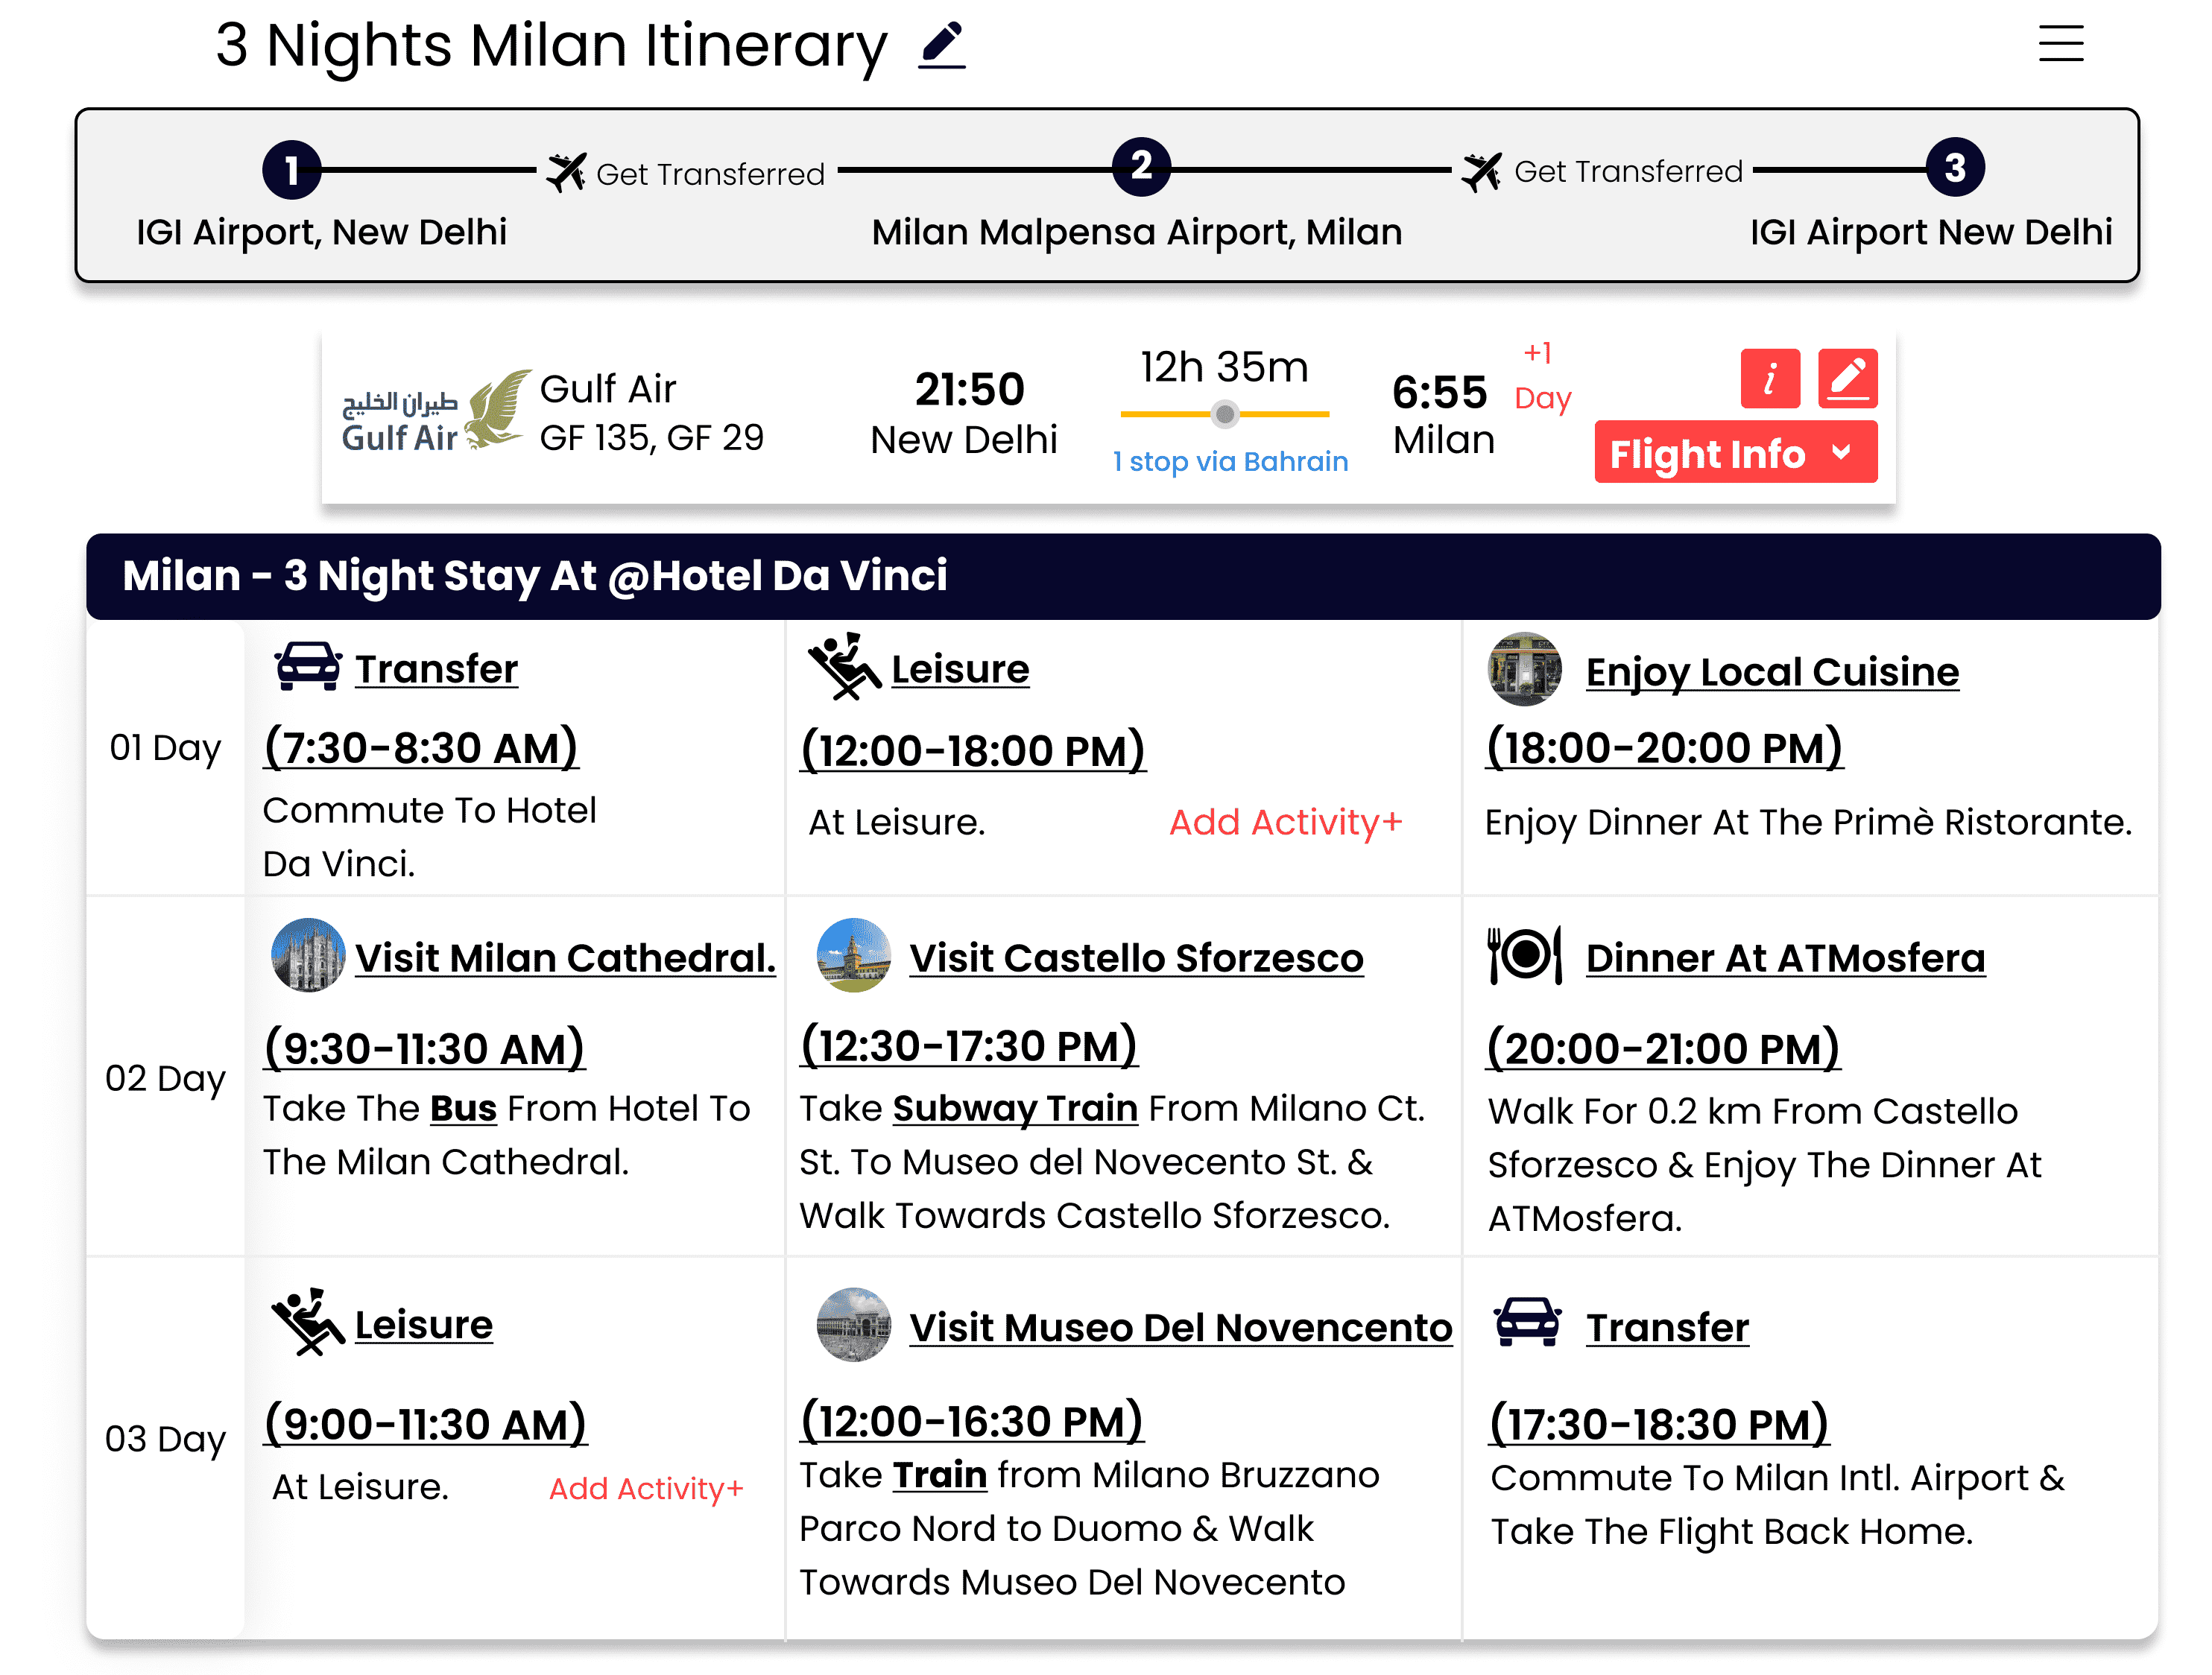 3 Nights Milan Itinerary
1
Get Transferred
2
Get Transferred
3
IGI Airport, New Delhi
Milan Malpensa Airport, Milan
IGI Airport New Delhi
طيران الخليج
Gulf Air
Gulf Air
GF 135, GF 29
21:50
New Delhi
12h 35m
1 stop via Bahrain
6:55
Milan
+1
Day
i
Flight Info
Milan - 3 Night Stay At @Hotel Da Vinci
01 Day
Transfer
(7:30-8:30 AM)
Commute To Hotel
Da Vinci.
Leisure
(12:00-18:00 PM)
At Leisure.
Add Activity+
Enjoy Local Cuisine
(18:00-20:00 PM)
Enjoy Dinner At The Primè Ristorante.
02 Day
Visit Milan Cathedral.
(9:30-11:30 AM)
Take The Bus From Hotel To
The Milan Cathedral.
Visit Castello Sforzesco
(12:30-17:30 PM)
Take Subway Train From Milano Ct.
St. To Museo del Novecento St. &
Walk Towards Castello Sforzesco.
Dinner At ATMosfera
(20:00-21:00 PM)
Walk For 0.2 km From Castello
Sforzesco & Enjoy The Dinner At
ATMosfera.
03 Day
Leisure
(9:00-11:30 AM)
At Leisure.
Add Activity+
Visit Museo Del Novencento
(12:00-16:30 PM)
Take Train from Milano Bruzzano
Parco Nord to Duomo & Walk
Towards Museo Del Novecento
Transfer
(17:30-18:30 PM)
Commute To Milan Intl. Airport &
Take The Flight Back Home.